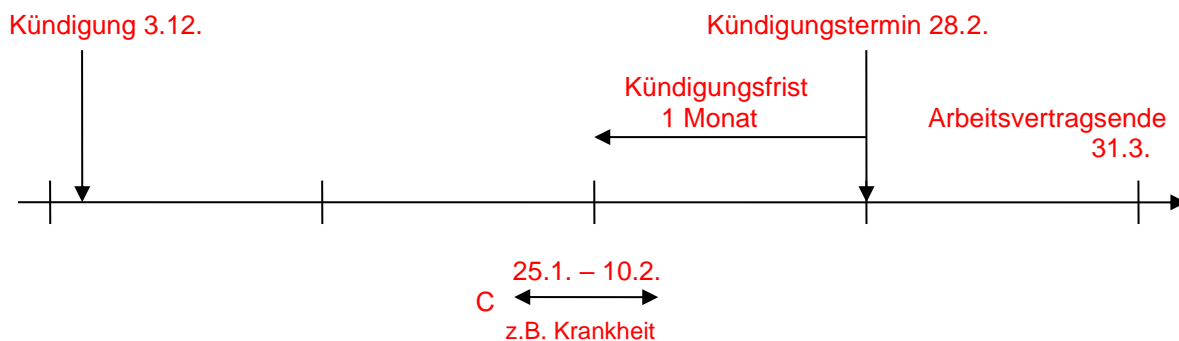 Kündigung 3.12.
Kündigungstermin 28.2.
Kündigungsfrist
1 Monat
Arbeitsvertragsende
31.3.
25.1. – 10.2.
C
z.B. Krankheit